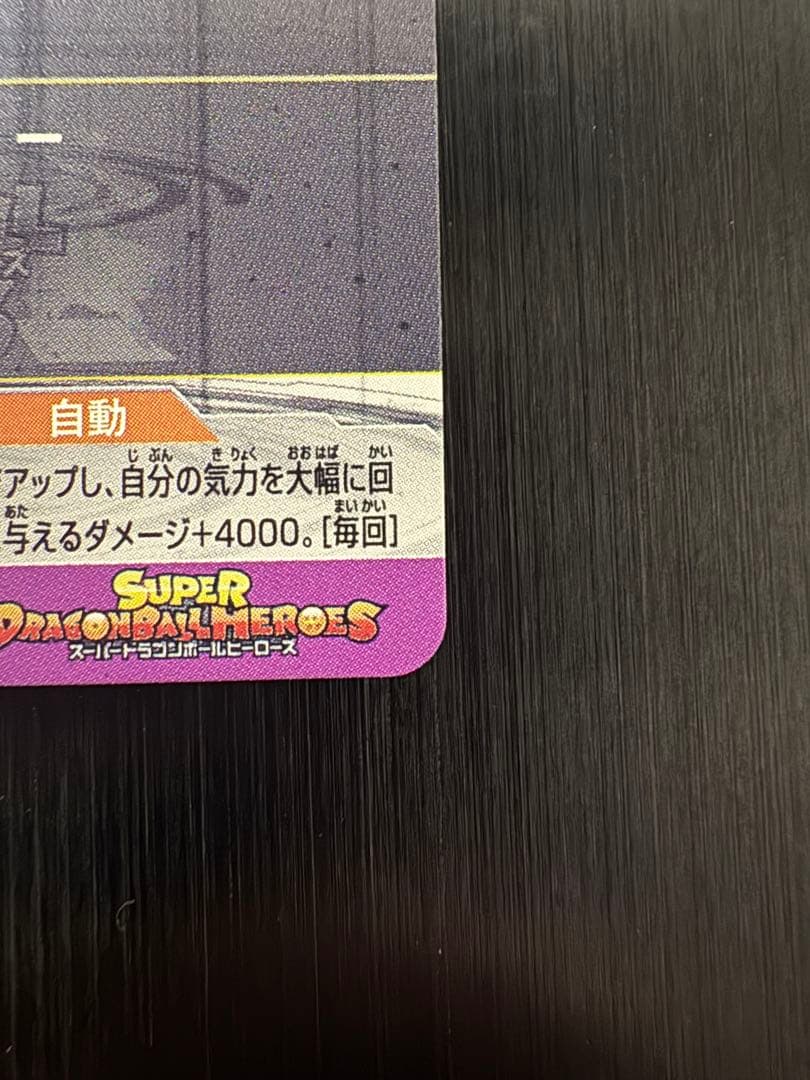 自動
アップし、自分の気力を大幅に回
与えるダメージ+4000。[毎回]
SUPER
DRAGONBALL HEROES
スーパードラゴンボールヒーローズ